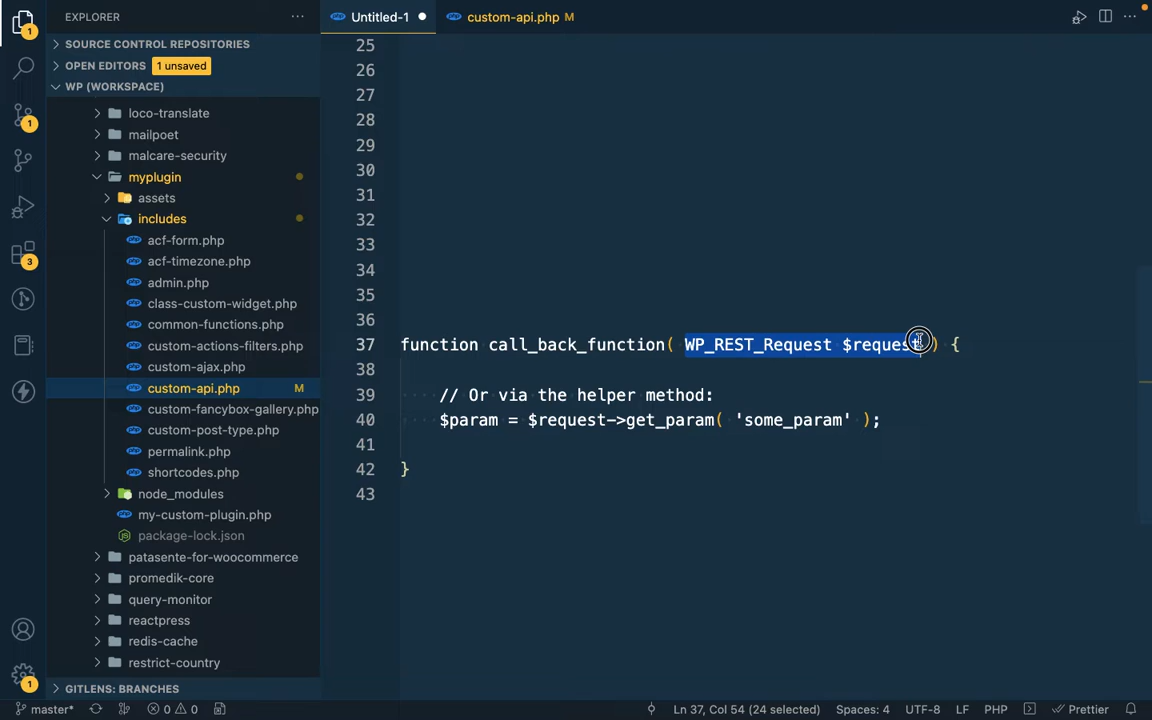 EXPLORER
Untitled-1
custom-api.php M
1
SOURCE CONTROL REPOSITORIES
OPEN EDITORS 1 unsaved
WP (WORKSPACE)
loco-translate
mailpoet
malcare-security
myplugin
assets
includes
acf-form.php
acf-timezone.php
admin.php
class-custom-widget.php
common-functions.php
custom-actions-filters.php
custom-ajax.php
custom-api.php M
custom-fancybox-gallery.php
custom-post-type.php
permalink.php
shortcodes.php
node_modules
my-custom-plugin.php
package-lock.json
patasente-for-woocommerce
promedik-core
query-monitor
reactpress
redis-cache
restrict-country
GITLENS: BRANCHES
1
3
1
25
26
27
28
29
30
31
32
33
34
35
36
37 function call_back_function( WP_REST_Request $request ) {
38
39 // Or via the helper method:
40 $param = $request->get_param( 'some_param' );
41
42 }
43
master* 0 0 Ln 37, Col 54 (24 selected) Spaces: 4 UTF-8 LF PHP Prettier